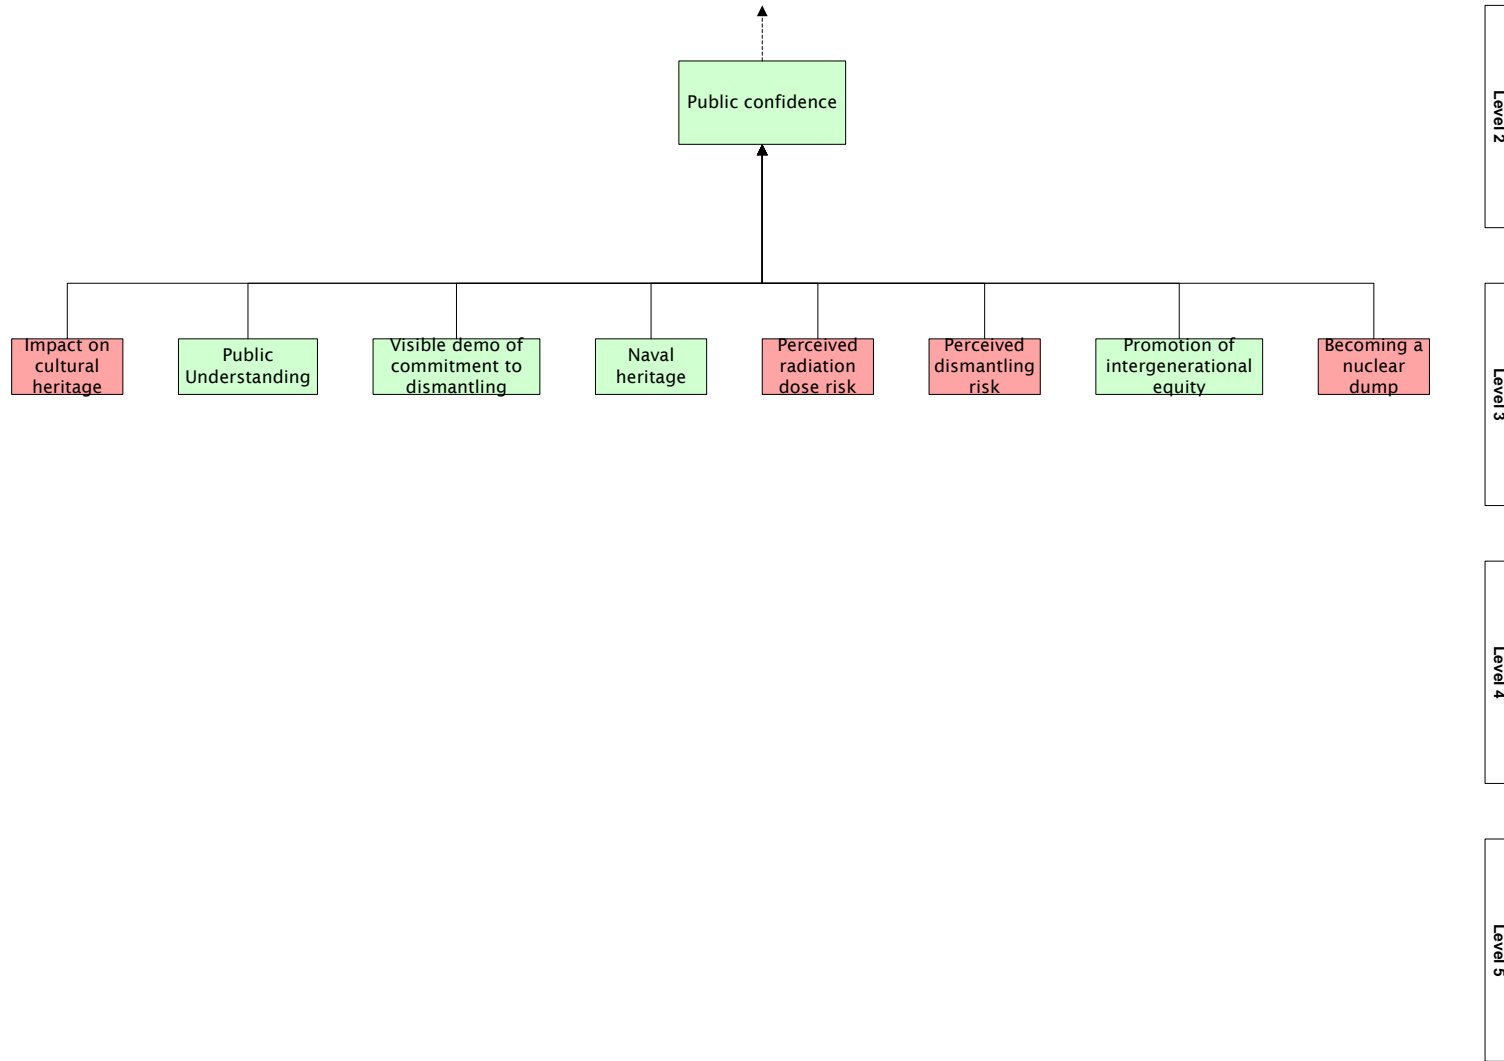 Public confidence
Level 2
Impact on
cultural
heritage
Public
Understanding
Visible demo of
commitment to
dismantling
Naval
heritage
Perceived
radiation
dose risk
Perceived
dismantling
risk
Promotion of
intergenerational
equity
Becoming a
nuclear
dump
Level 3
Level 4
Level 5